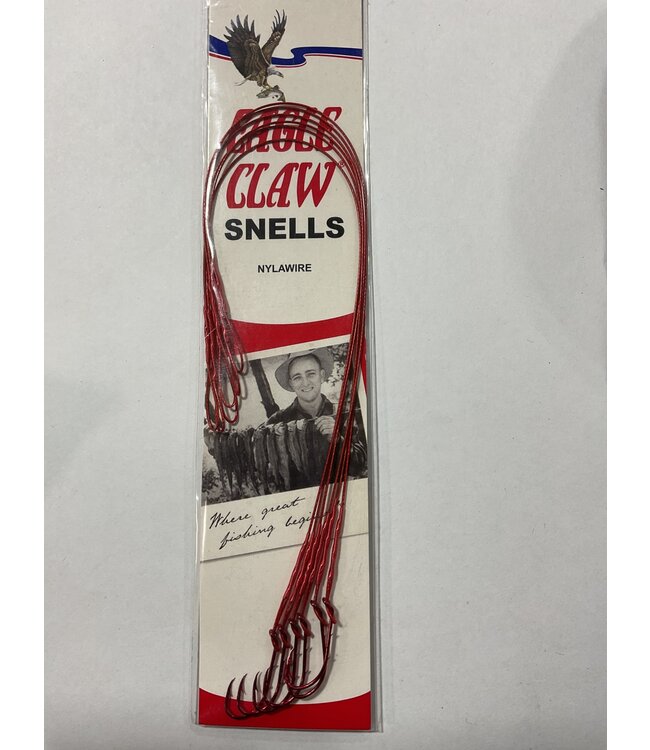 EAGLE
CLAW®
SNELLS
NYLAWIRE
Where great
fishing begins